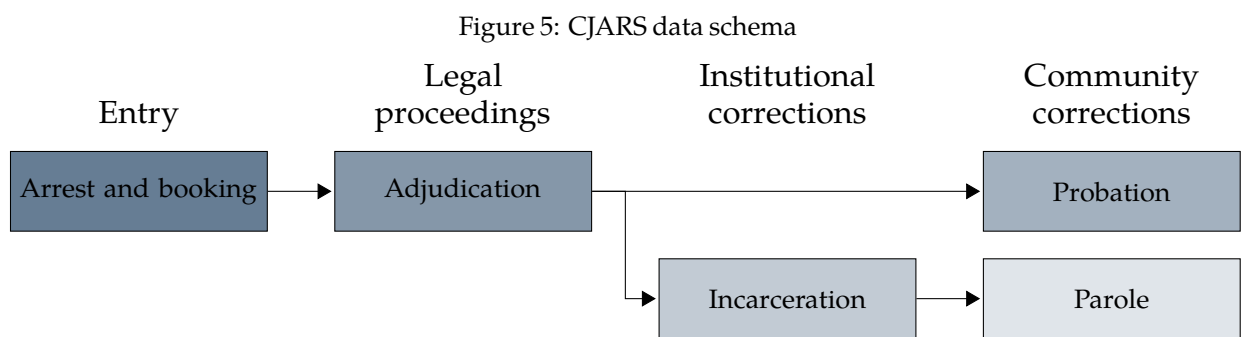 Figure 5: CJARS data schema
Entry
Legal
proceedings
Institutional
corrections
Community
corrections
Arrest and booking
Adjudication
Probation
Incarceration
Parole